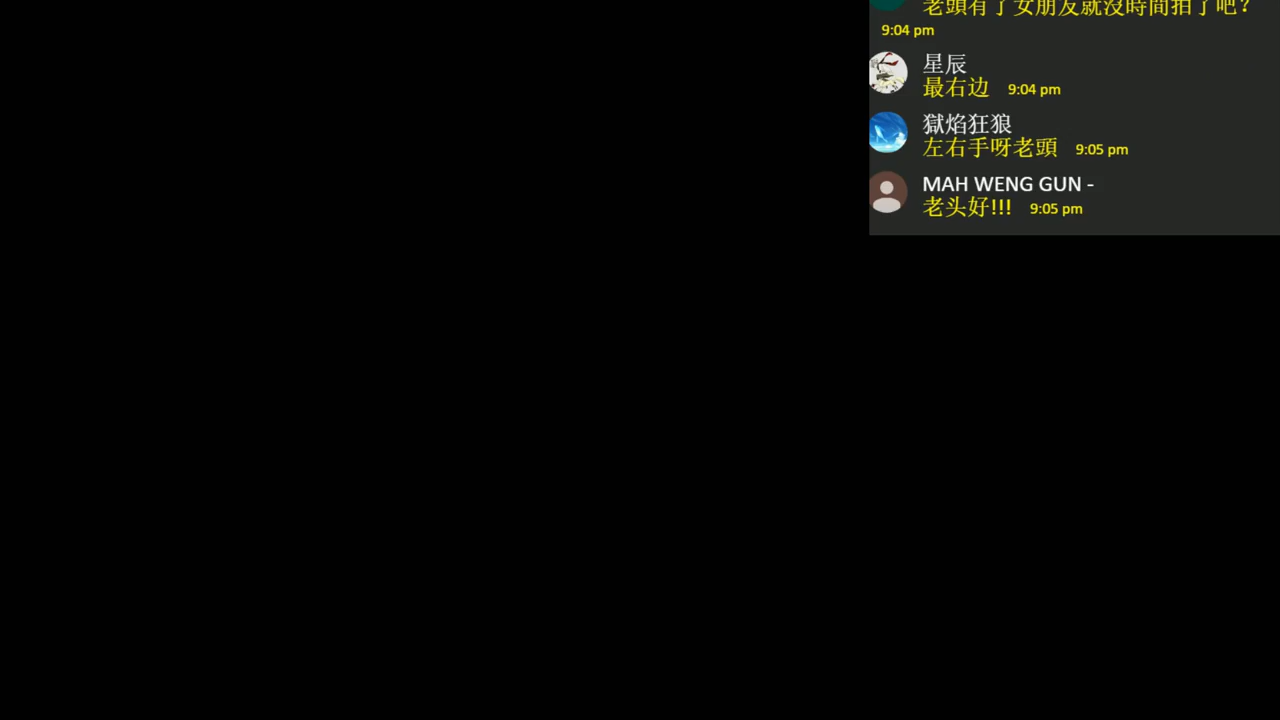 老頭有了女朋友就沒時間拍了吧?
9:04 pm
星辰
最右边 9:04 pm
獄焰狂狼
左右手呀老頭 9:05 pm
MAH WENG GUN -
老头好!!! 9:05 pm